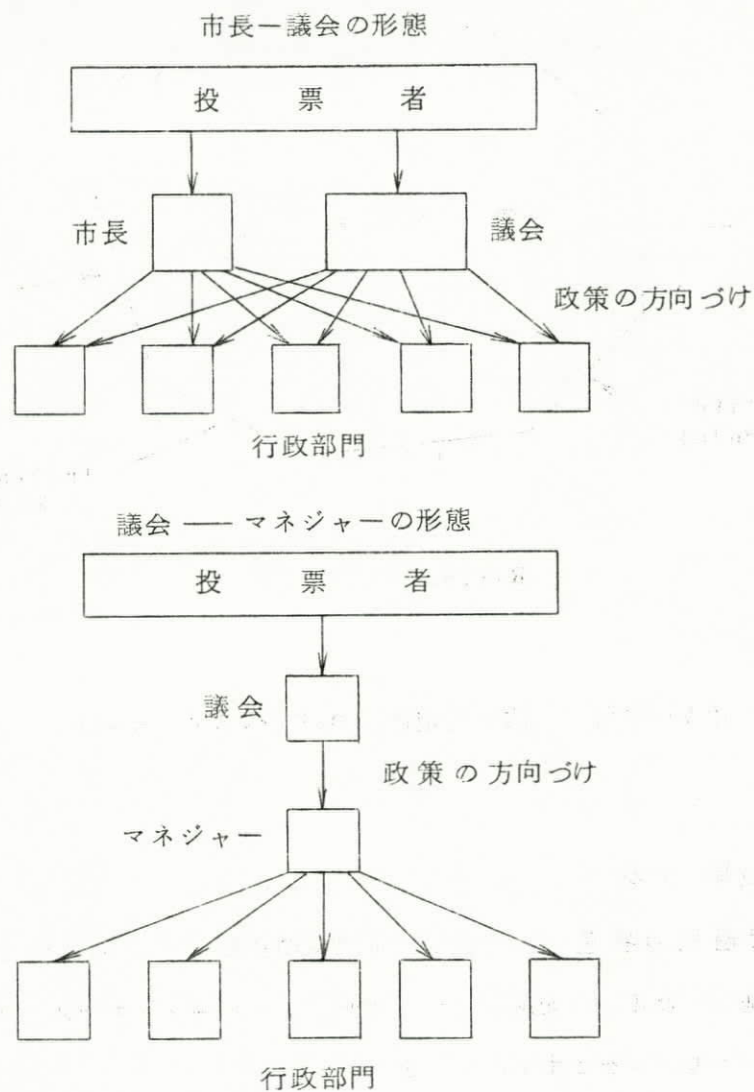 市長－議会の形態
投票者
市長
議会
政策の方向づけ
行政部門
議会 ── マネジャーの形態
投票者
議会
政策の方向づけ
マネジャー
行政部門